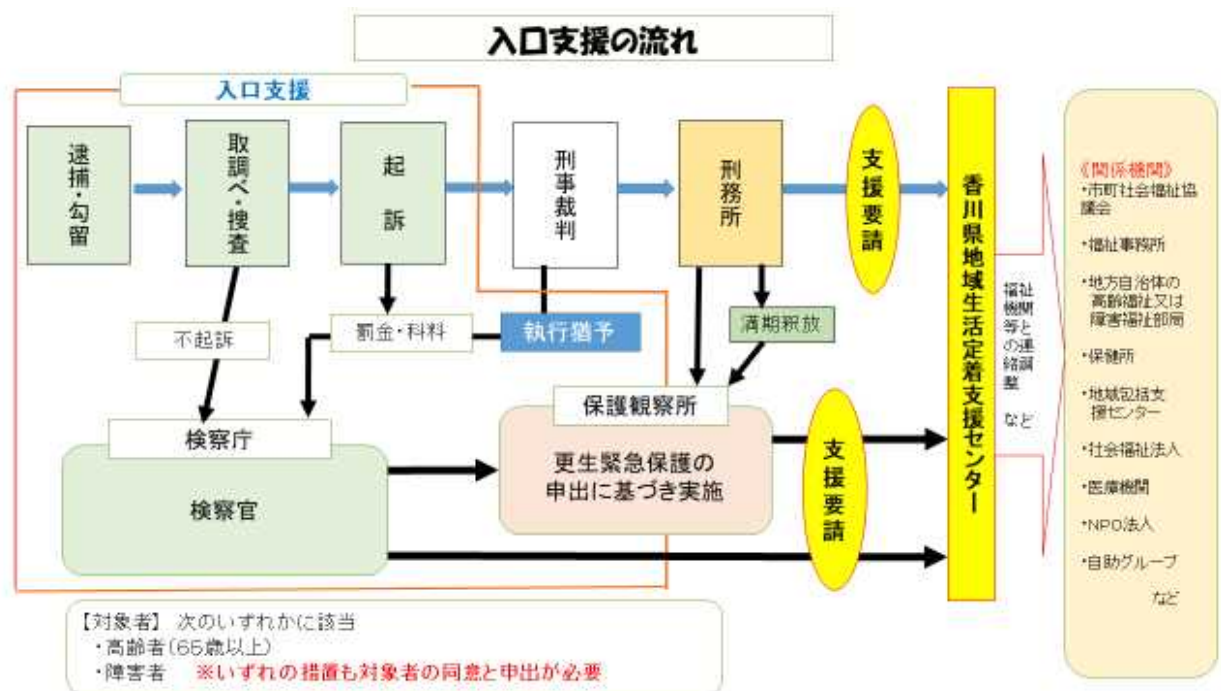 入口支援の流れ
入口支援
逮捕・勾留
取調べ・捜査
起訴
刑事裁判
刑務所
支援要請
香川県地域生活定着支援センター
福祉機関等との連絡調整
など
《関係機関》
・市町社会福祉協
議会
・福祉事務所
・地方自治体の
高齢福祉又は
障害福祉部局
・保健所
・地域包括支
援センター
・社会福祉法人
・医療機関
・NPO法人
・自助グループ
など
不起訴
罰金・科料
執行猶予
満期釈放
検察庁
検察官
保護観察所
更生緊急保護の
申出に基づき実施
支援要請
【対象者】 次のいずれかに該当
・高齢者(65歳以上)
・障害者 ※いずれの措置も対象者の同意と申出が必要